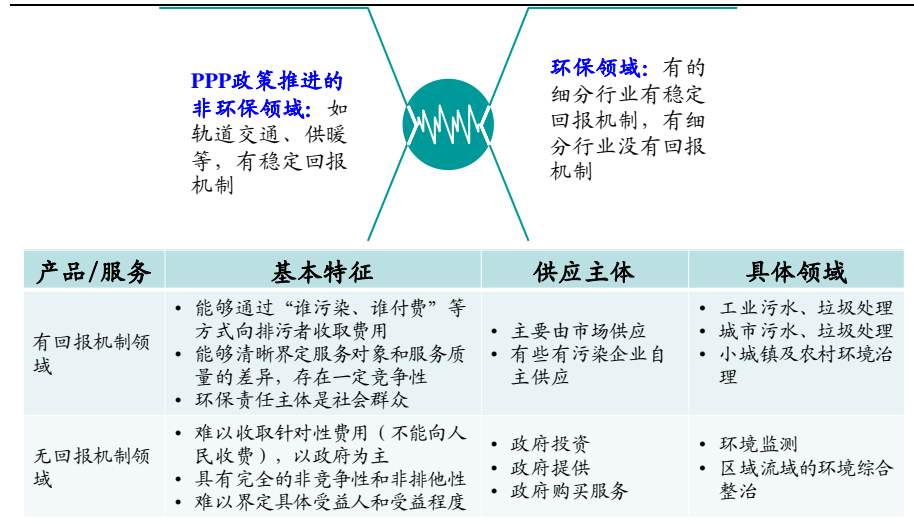 PPP政策推进的
非环保领域：如
轨道交通、供暖
等，有稳定回报
机制
环保领域：有的
细分行业有稳定
回报机制，有细
分行业没有回报
机制
产品/服务
基本特征
供应主体
具体领域
有回报机制领
域
• 能够通过“谁污染、谁付费”等
方式向排污者收取费用
• 能够清晰界定服务对象和服务质
量的差异，存在一定竞争性
• 环保责任主体是社会群众
• 主要由市场供应
• 有些有污染企业自
主供应
• 工业污水、垃圾处理
• 城市污水、垃圾处理
• 小城镇及农村环境治
理
无回报机制领
域
• 难以收取针对性费用（不能向人
民收费），以政府为主
• 具有完全的非竞争性和非排他性
• 难以界定具体受益人和受益程度
• 政府投资
• 政府提供
• 政府购买服务
• 环境监测
• 区域流域的环境综合
整治